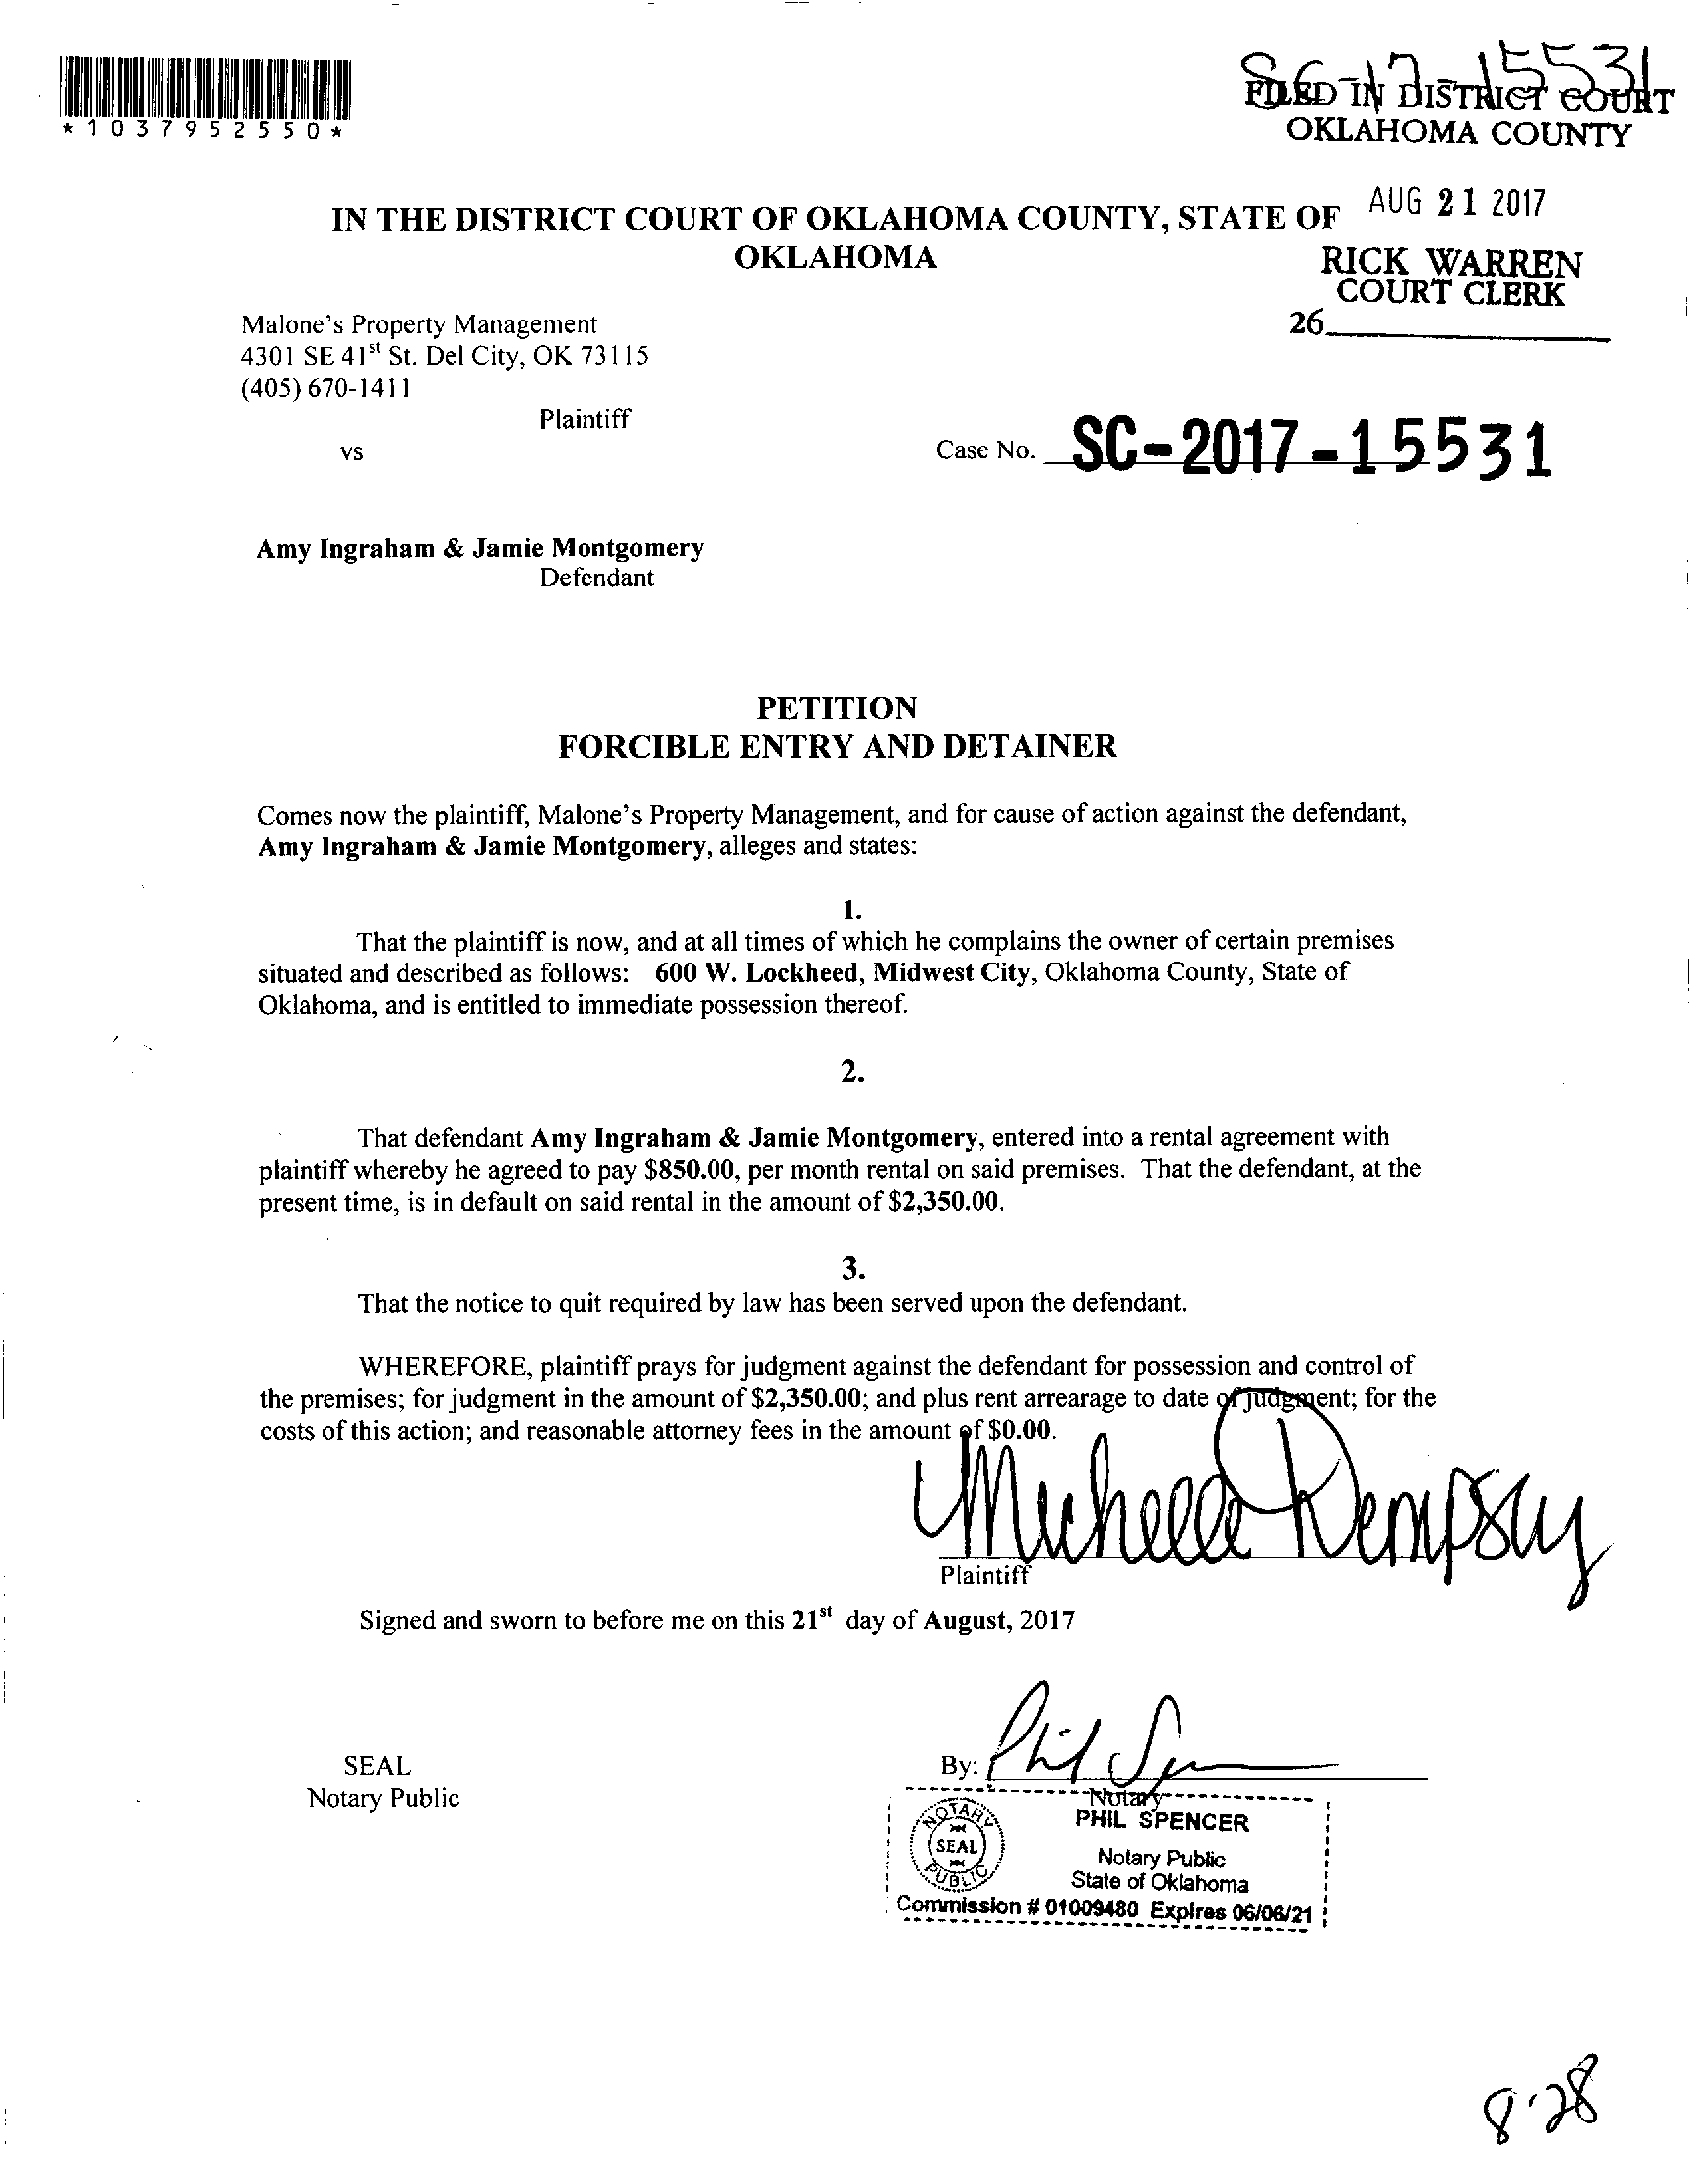 *1037952550*
SC-17-15531
FILED IN DISTRICT COURT
OKLAHOMA COUNTY
AUG 21 2017
RICK WARREN
COURT CLERK
26
IN THE DISTRICT COURT OF OKLAHOMA COUNTY, STATE OF
OKLAHOMA
Malone's Property Management
4301 SE 41st St. Del City, OK 73115
(405) 670-1411
Plaintiff
vs
Case No. SC-2017-15531
Amy Ingraham & Jamie Montgomery
Defendant
PETITION
FORCIBLE ENTRY AND DETAINER
Comes now the plaintiff, Malone's Property Management, and for cause of action against the defendant,
Amy Ingraham & Jamie Montgomery, alleges and states:
1.
That the plaintiff is now, and at all times of which he complains the owner of certain premises
situated and described as follows: 600 W. Lockheed, Midwest City, Oklahoma County, State of
Oklahoma, and is entitled to immediate possession thereof.
2.
That defendant Amy Ingraham & Jamie Montgomery, entered into a rental agreement with
plaintiff whereby he agreed to pay $850.00, per month rental on said premises. That the defendant, at the
present time, is in default on said rental in the amount of $2,350.00.
3.
That the notice to quit required by law has been served upon the defendant.
WHEREFORE, plaintiff prays for judgment against the defendant for possession and control of
the premises; for judgment in the amount of $2,350.00; and plus rent arrearage to date of judgment; for the
costs of this action; and reasonable attorney fees in the amount of $0.00.
Michelle Dempsey
Plaintiff
Signed and sworn to before me on this 21st day of August, 2017
SEAL
Notary Public
By: Phil Spencer
Notary
NOTARY
SEAL
PUBLIC
PHIL SPENCER
Notary Public
State of Oklahoma
Commission # 01009480 Expires 06/06/21
8-28